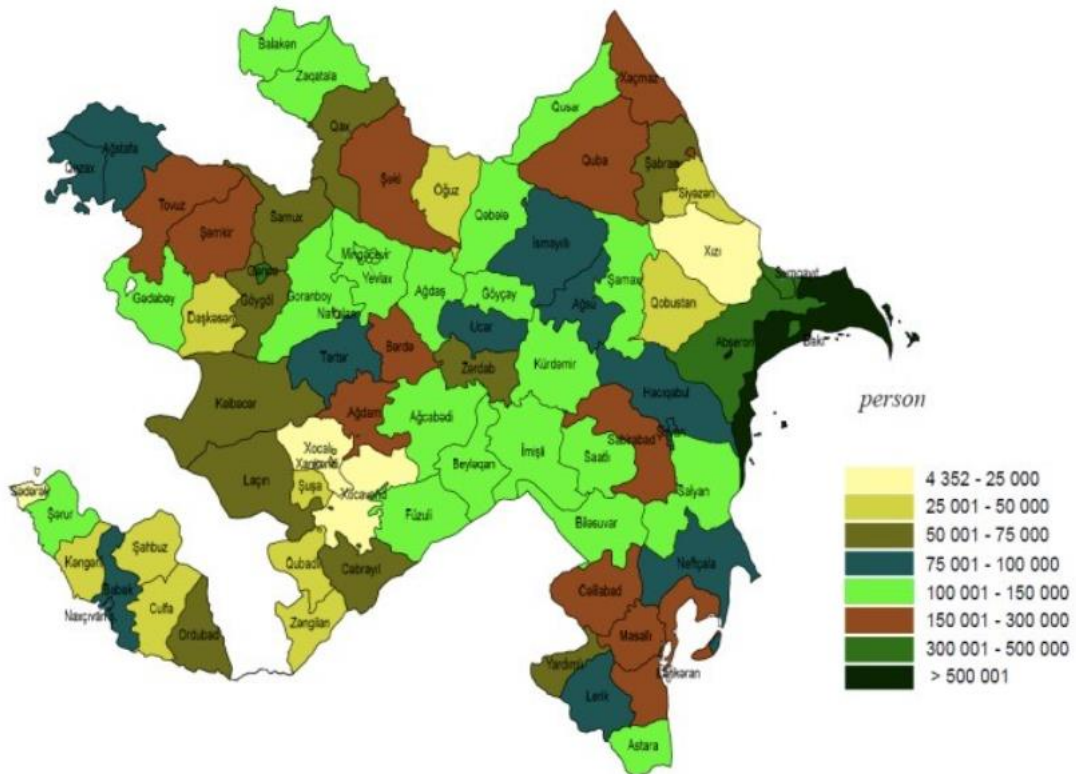 Balakən
Zaqatala
Qax
Şəki
Oğuz
Qusar
Xaçmaz
Quba
Şabran
Siyəzən
Xızı
Qazax
Ağstafa
Tovuz
Şəmkir
Samux
Gəncə
Göygöl
Gədəbəy
Daşkəsən
Goranboy
Naftalan
Mingəçevir
Yevlax
Ağdaş
Göyçay
Qəbələ
İsmayıllı
Ağsu
Şamaxı
Qobustan
Sumqayıt
Abşeron
Bakı
Tərtər
Bərdə
Ucar
Zərdab
Kürdəmir
Hacıqabul
Kəlbəcər
Ağdam
Ağcabədi
Beyləqan
İmişli
Saatlı
Sabirabad
Şirvan
Salyan
Biləsuvar
Neftçala
Laçın
Xocalı
Xankəndi
Şuşa
Xocavənd
Füzuli
Qubadlı
Cəbrayıl
Zəngilan
Sədərək
Şərur
Kəngərli
Babək
Naxçıvan
Şahbuz
Culfa
Ordubad
Cəlilabad
Masallı
Yardımlı
Lənkəran
Lerik
Astara
person
4 352 - 25 000
25 001 - 50 000
50 001 - 75 000
75 001 - 100 000
100 001 - 150 000
150 001 - 300 000
300 001 - 500 000
> 500 001